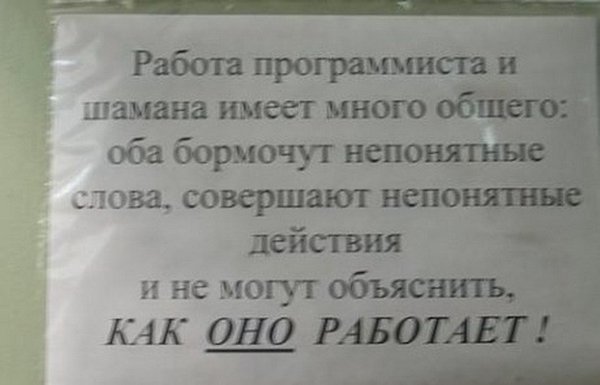 Работа программиста и
шамана имеет много общего:
оба бормочут непонятные
слова, совершают непонятные
действия
и не могут объяснить,
КАК ОНО РАБОТАЕТ !